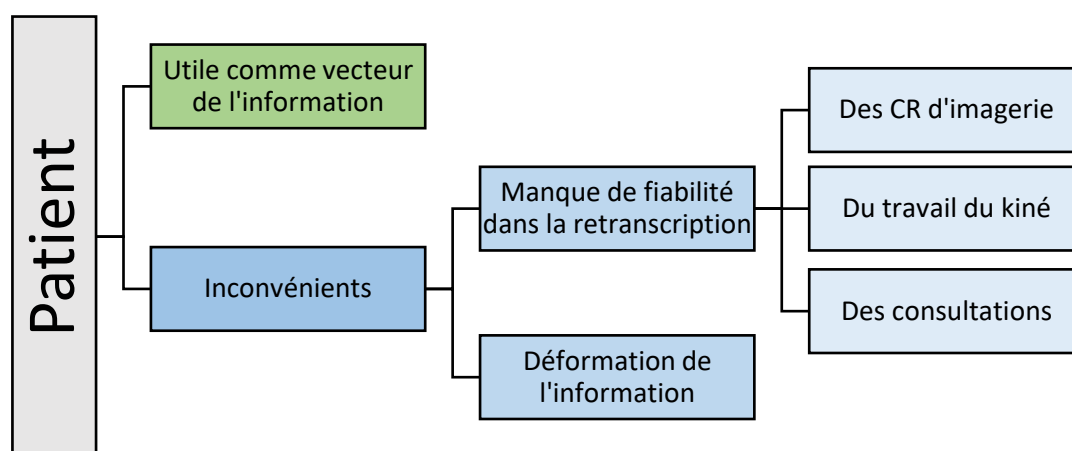 Patient
Utile comme vecteur
de l'information
Inconvénients
Manque de fiabilité
dans la retranscription
Déformation de
l'information
Des CR d'imagerie
Du travail du kiné
Des consultations